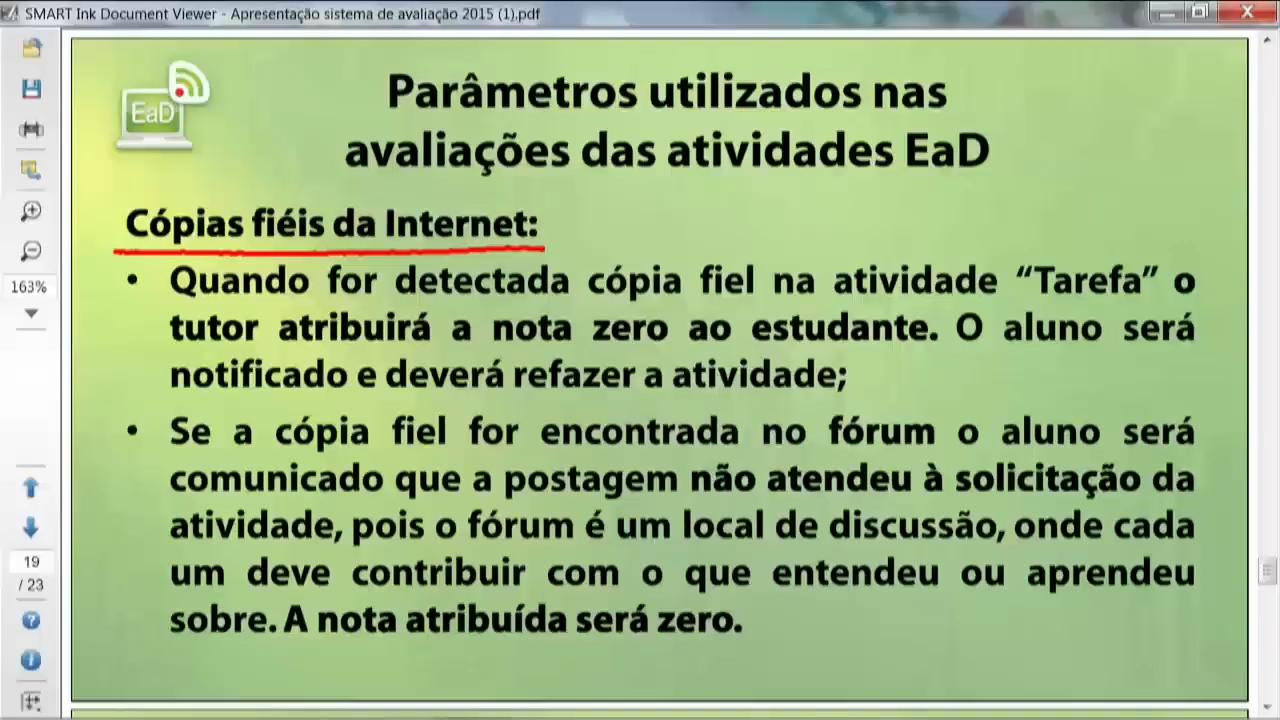 SMART Ink Document Viewer - Apresentação sistema de avaliação 2015 (1).pdf
EaD
Parâmetros utilizados nas
avaliações das atividades EaD
Cópias fiéis da Internet:
• Quando for detectada cópia fiel na atividade “Tarefa” o
tutor atribuirá a nota zero ao estudante. O aluno será
notificado e deverá refazer a atividade;
• Se a cópia fiel for encontrada no fórum o aluno será
comunicado que a postagem não atendeu à solicitação da
atividade, pois o fórum é um local de discussão, onde cada
um deve contribuir com o que entendeu ou aprendeu
sobre. A nota atribuída será zero.
163%
19
/ 23